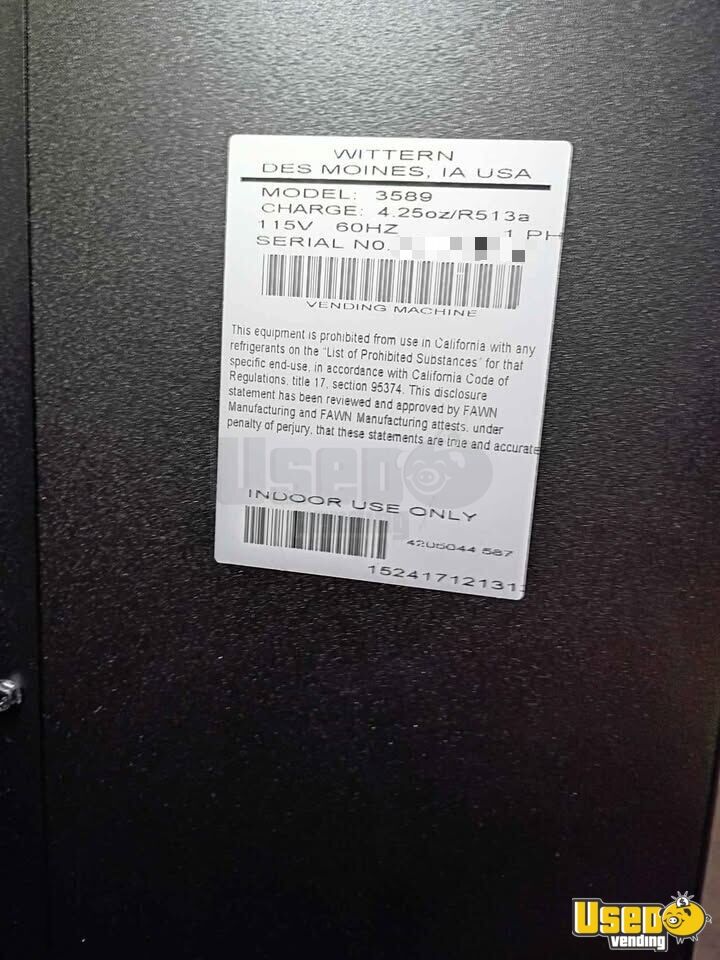 WITTERN
DES MOINES, IA USA
MODEL: 3589
CHARGE: 4.25oz/R513a
115V 60HZ 1 PH
SERIAL NO.
VENDING MACHINE
This equipment is prohibited from use in California with any
refrigerants on the "List of Prohibited Substances" for that
specific end-use, in accordance with California Code of
Regulations, title 17, section 95374. This disclosure
statement has been reviewed and approved by FAWN
Manufacturing and FAWN Manufacturing attests, under
penalty of perjury, that these statements are true and accurate
USED
vending
INDOOR USE ONLY
4205044 587
15241712131
USED
vending